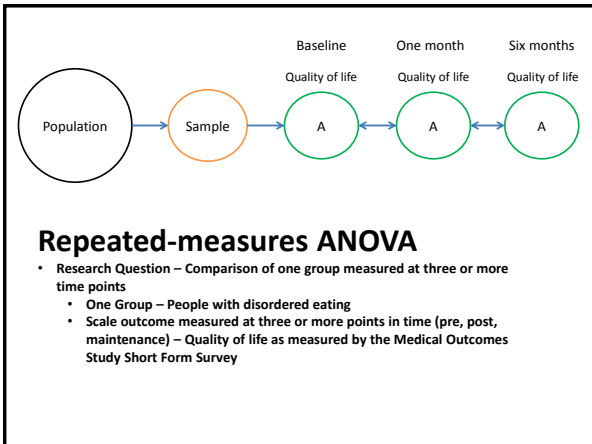 Baseline One month Six months
Quality of life Quality of life Quality of life
Population Sample A A A
Repeated-measures ANOVA
• Research Question – Comparison of one group measured at three or more
time points
• One Group – People with disordered eating
• Scale outcome measured at three or more points in time (pre, post,
maintenance) – Quality of life as measured by the Medical Outcomes
Study Short Form Survey